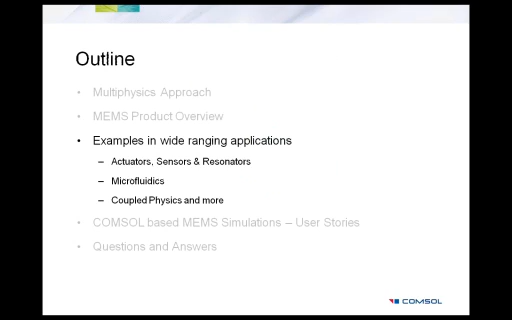 Outline
• Multiphysics Approach
• MEMS Product Overview
• Examples in wide ranging applications
– Actuators, Sensors & Resonators
– Microfluidics
– Coupled Physics and more
• COMSOL based MEMS Simulations – User Stories
• Questions and Answers
COMSOL